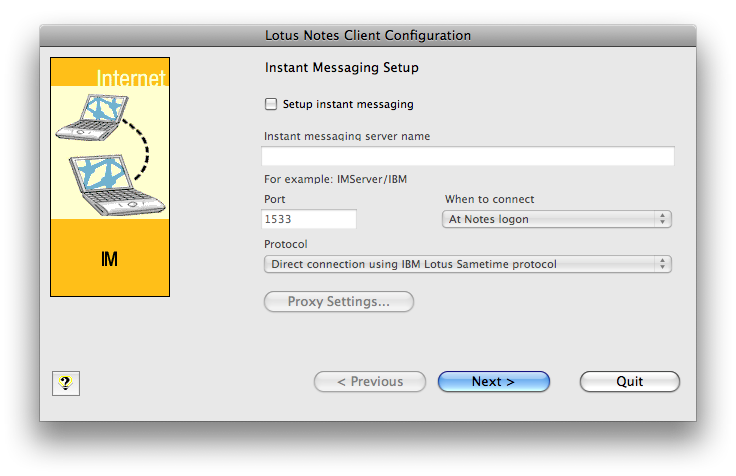 Lotus Notes Client Configuration
Internet
IM
Instant Messaging Setup
Setup instant messaging
Instant messaging server name
For example: IMServer/IBM
Port
When to connect
1533
At Notes logon
Protocol
Direct connection using IBM Lotus Sametime protocol
Proxy Settings...
?
< Previous
Next >
Quit